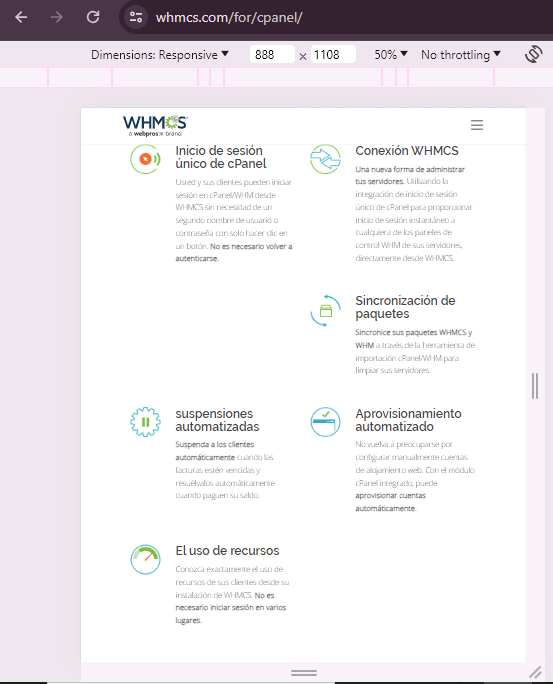 whmcs.com/for/cpanel/
Dimensions: Responsive
888
×
1108
50%
No throttling
WHMCS
a webpros® brand
Inicio de sesión
único de cPanel
Usted y sus clientes pueden iniciar
sesión en cPanel/WHM desde
WHMCS sin necesidad de un
segundo nombre de usuario o
contraseña con solo hacer clic en
un botón. No es necesario volver a
autenticarse.
Conexión WHMCS
Una nueva forma de administrar
tus servidores. Utilizando la
integración de inicio de sesión
único de cPanel para proporcionar
inicio de sesión instantáneo a
cualquiera de los paneles de
control WHM de sus servidores,
directamente desde WHMCS.
Sincronización de
paquetes
Sincronice sus paquetes WHMCS y
WHM a través de la herramienta de
importación cPanel/WHM para
limpiar sus servidores.
suspensiones
automatizadas
Suspenda a los clientes
automáticamente cuando las
facturas estén vencidas y
resuélvalos automáticamente
cuando paguen su saldo.
Aprovisionamiento
automatizado
No vuelva a preocuparse por
configurar manualmente cuentas
de alojamiento web. Con el módulo
cPanel integrado, puede
aprovisionar cuentas
automáticamente.
El uso de recursos
Conozca exactamente el uso de
recursos de sus clientes desde su
instalación de WHMCS. No es
necesario iniciar sesión en varios
lugares.